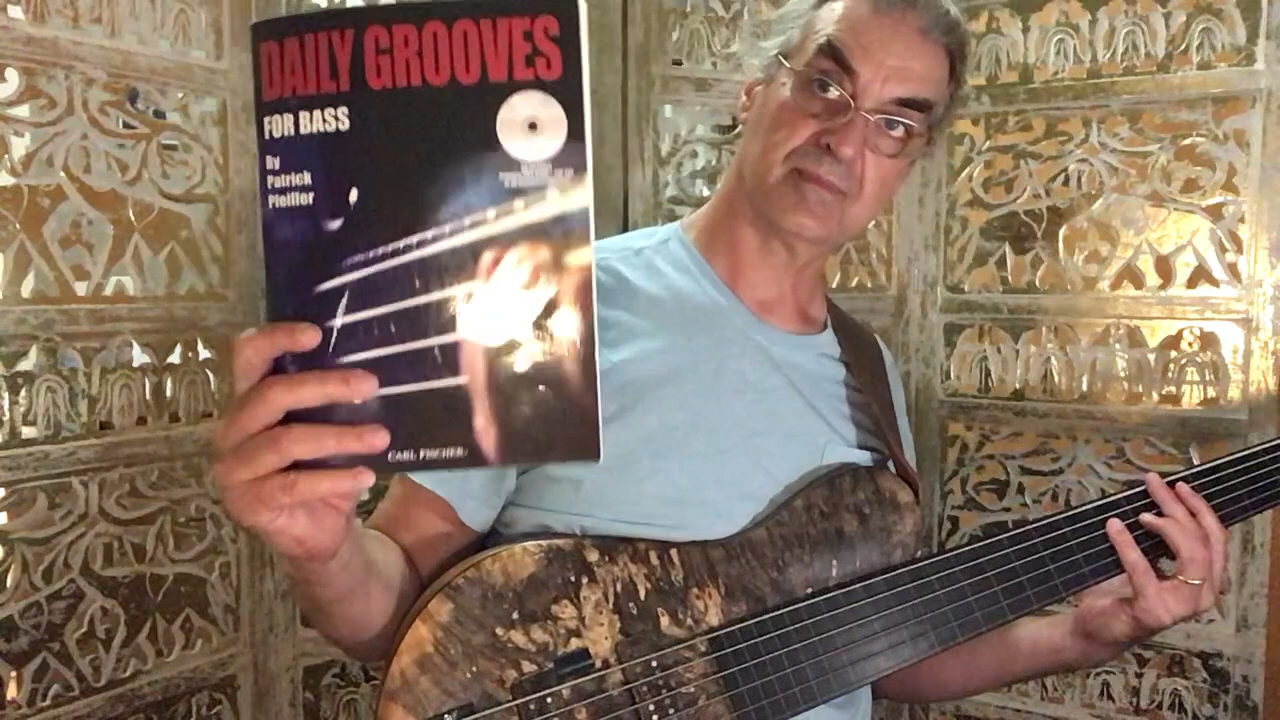 DAILY GROOVES
FOR BASS
By
Patrick
Pfeiffer
CARL FISCHER